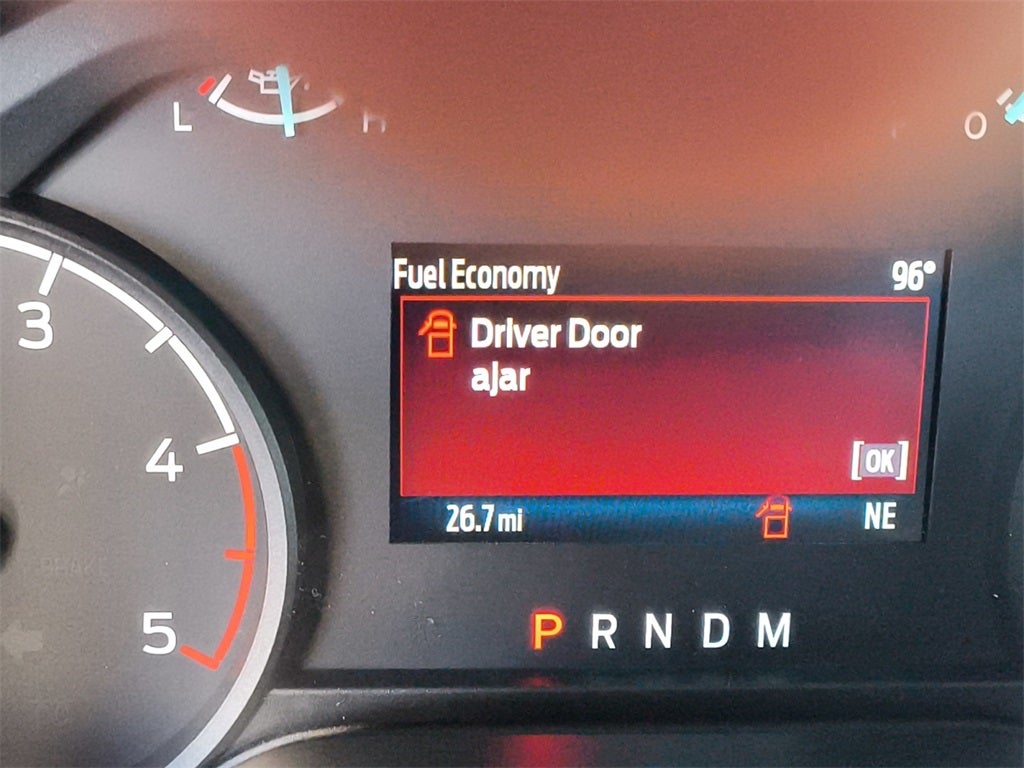 L H O
Fuel Economy 96°
3
Driver Door
ajar
4
[OK]
26.7 mi NE
5
P R N D M